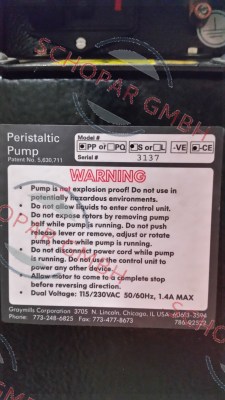 SCHOPAR GMBH
Peristaltic
Pump
Patent No. 5,630,711
Model #
PP or PQ S or L -VE -CE
Serial # 3137
WARNING
• Pump is not explosion proof! Do not use in
potentially hazardous environments.
• Do not allow liquids to enter control unit.
• Do not expose rotors by removing pump
half while pump is running. Do not push
release lever or remove, adjust or rotate
pump heads while pump is running.
• Do not disconnect power cord while pump
is running. Do not use the control unit to
power any other device.
• Allow motor to come to a complete stop
before reversing direction.
• Dual Voltage: 115/230VAC 50/60Hz, 1.4A MAX
Graymills Corporation 3705 N. Lincoln, Chicago, IL USA 60613-3594
Phone: 773-248-6825 Fax: 773-477-8673